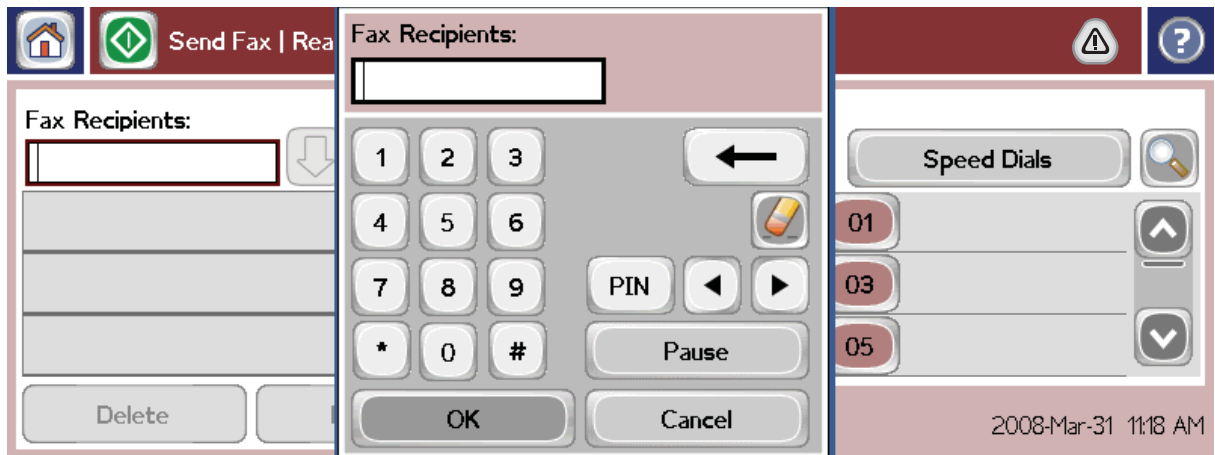 Send Fax | Rea
Fax Recipients:
Fax Recipients:
1 2 3
4 5 6
7 8 9 PIN
* 0 # Pause
OK Cancel
Speed Dials
01
03
05
Delete
2008-Mar-31 11:18 AM
?